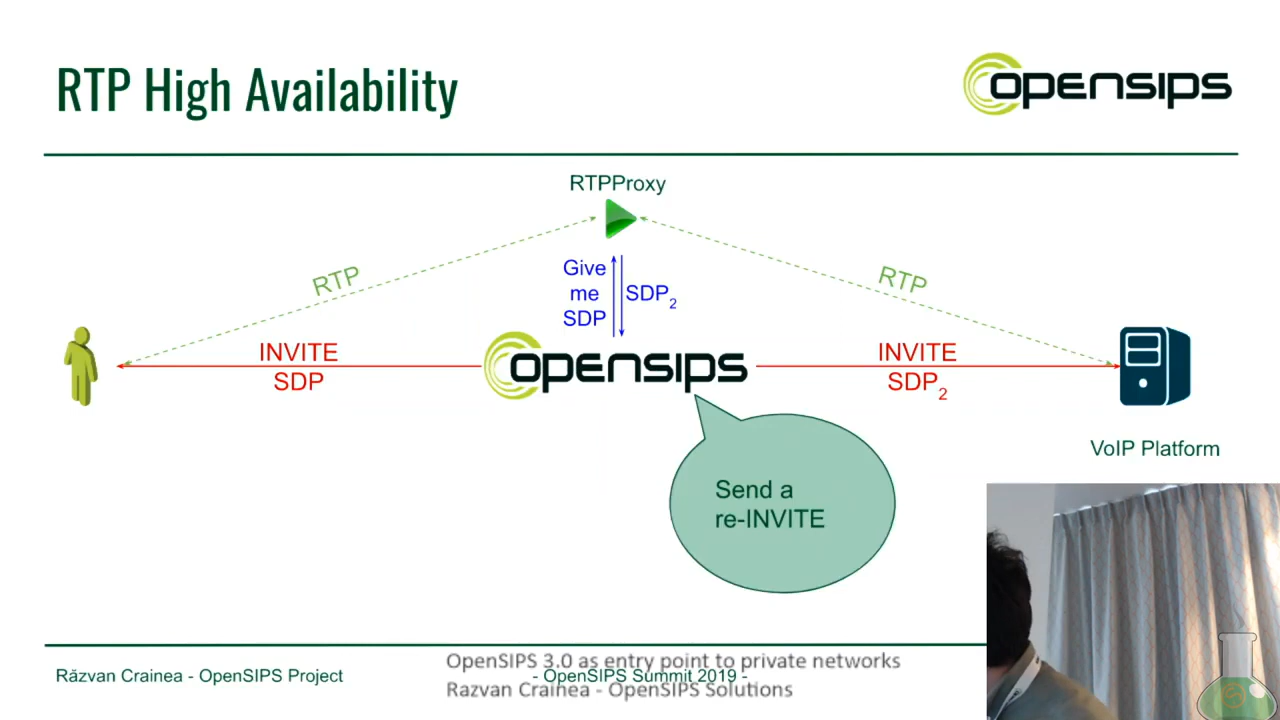 RTP High Availability
opensips
RTPProxy
RTP
Give
me
SDP
SDP2
RTP
INVITE
SDP
opensips
INVITE
SDP2
VoIP Platform
Send a
re-INVITE
Răzvan Crainea - OpenSIPS Project
- OpenSIPS Summit 2019 -
OpenSIPS 3.0 as entry point to private networks
Razvan Crainea - OpenSIPS Solutions